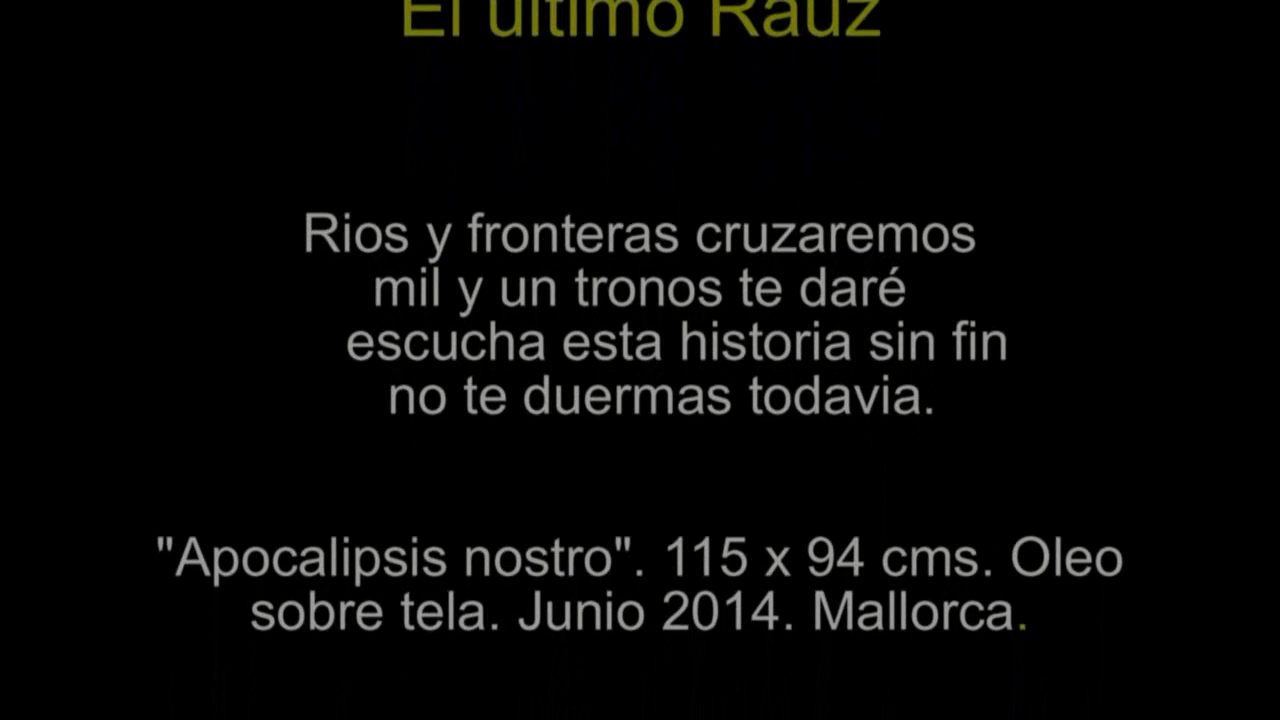 El ultimo Rauz
Rios y fronteras cruzaremos
mil y un tronos te daré
escucha esta historia sin fin
no te duermas todavia.
"Apocalipsis nostro". 115 x 94 cms. Oleo
sobre tela. Junio 2014. Mallorca.